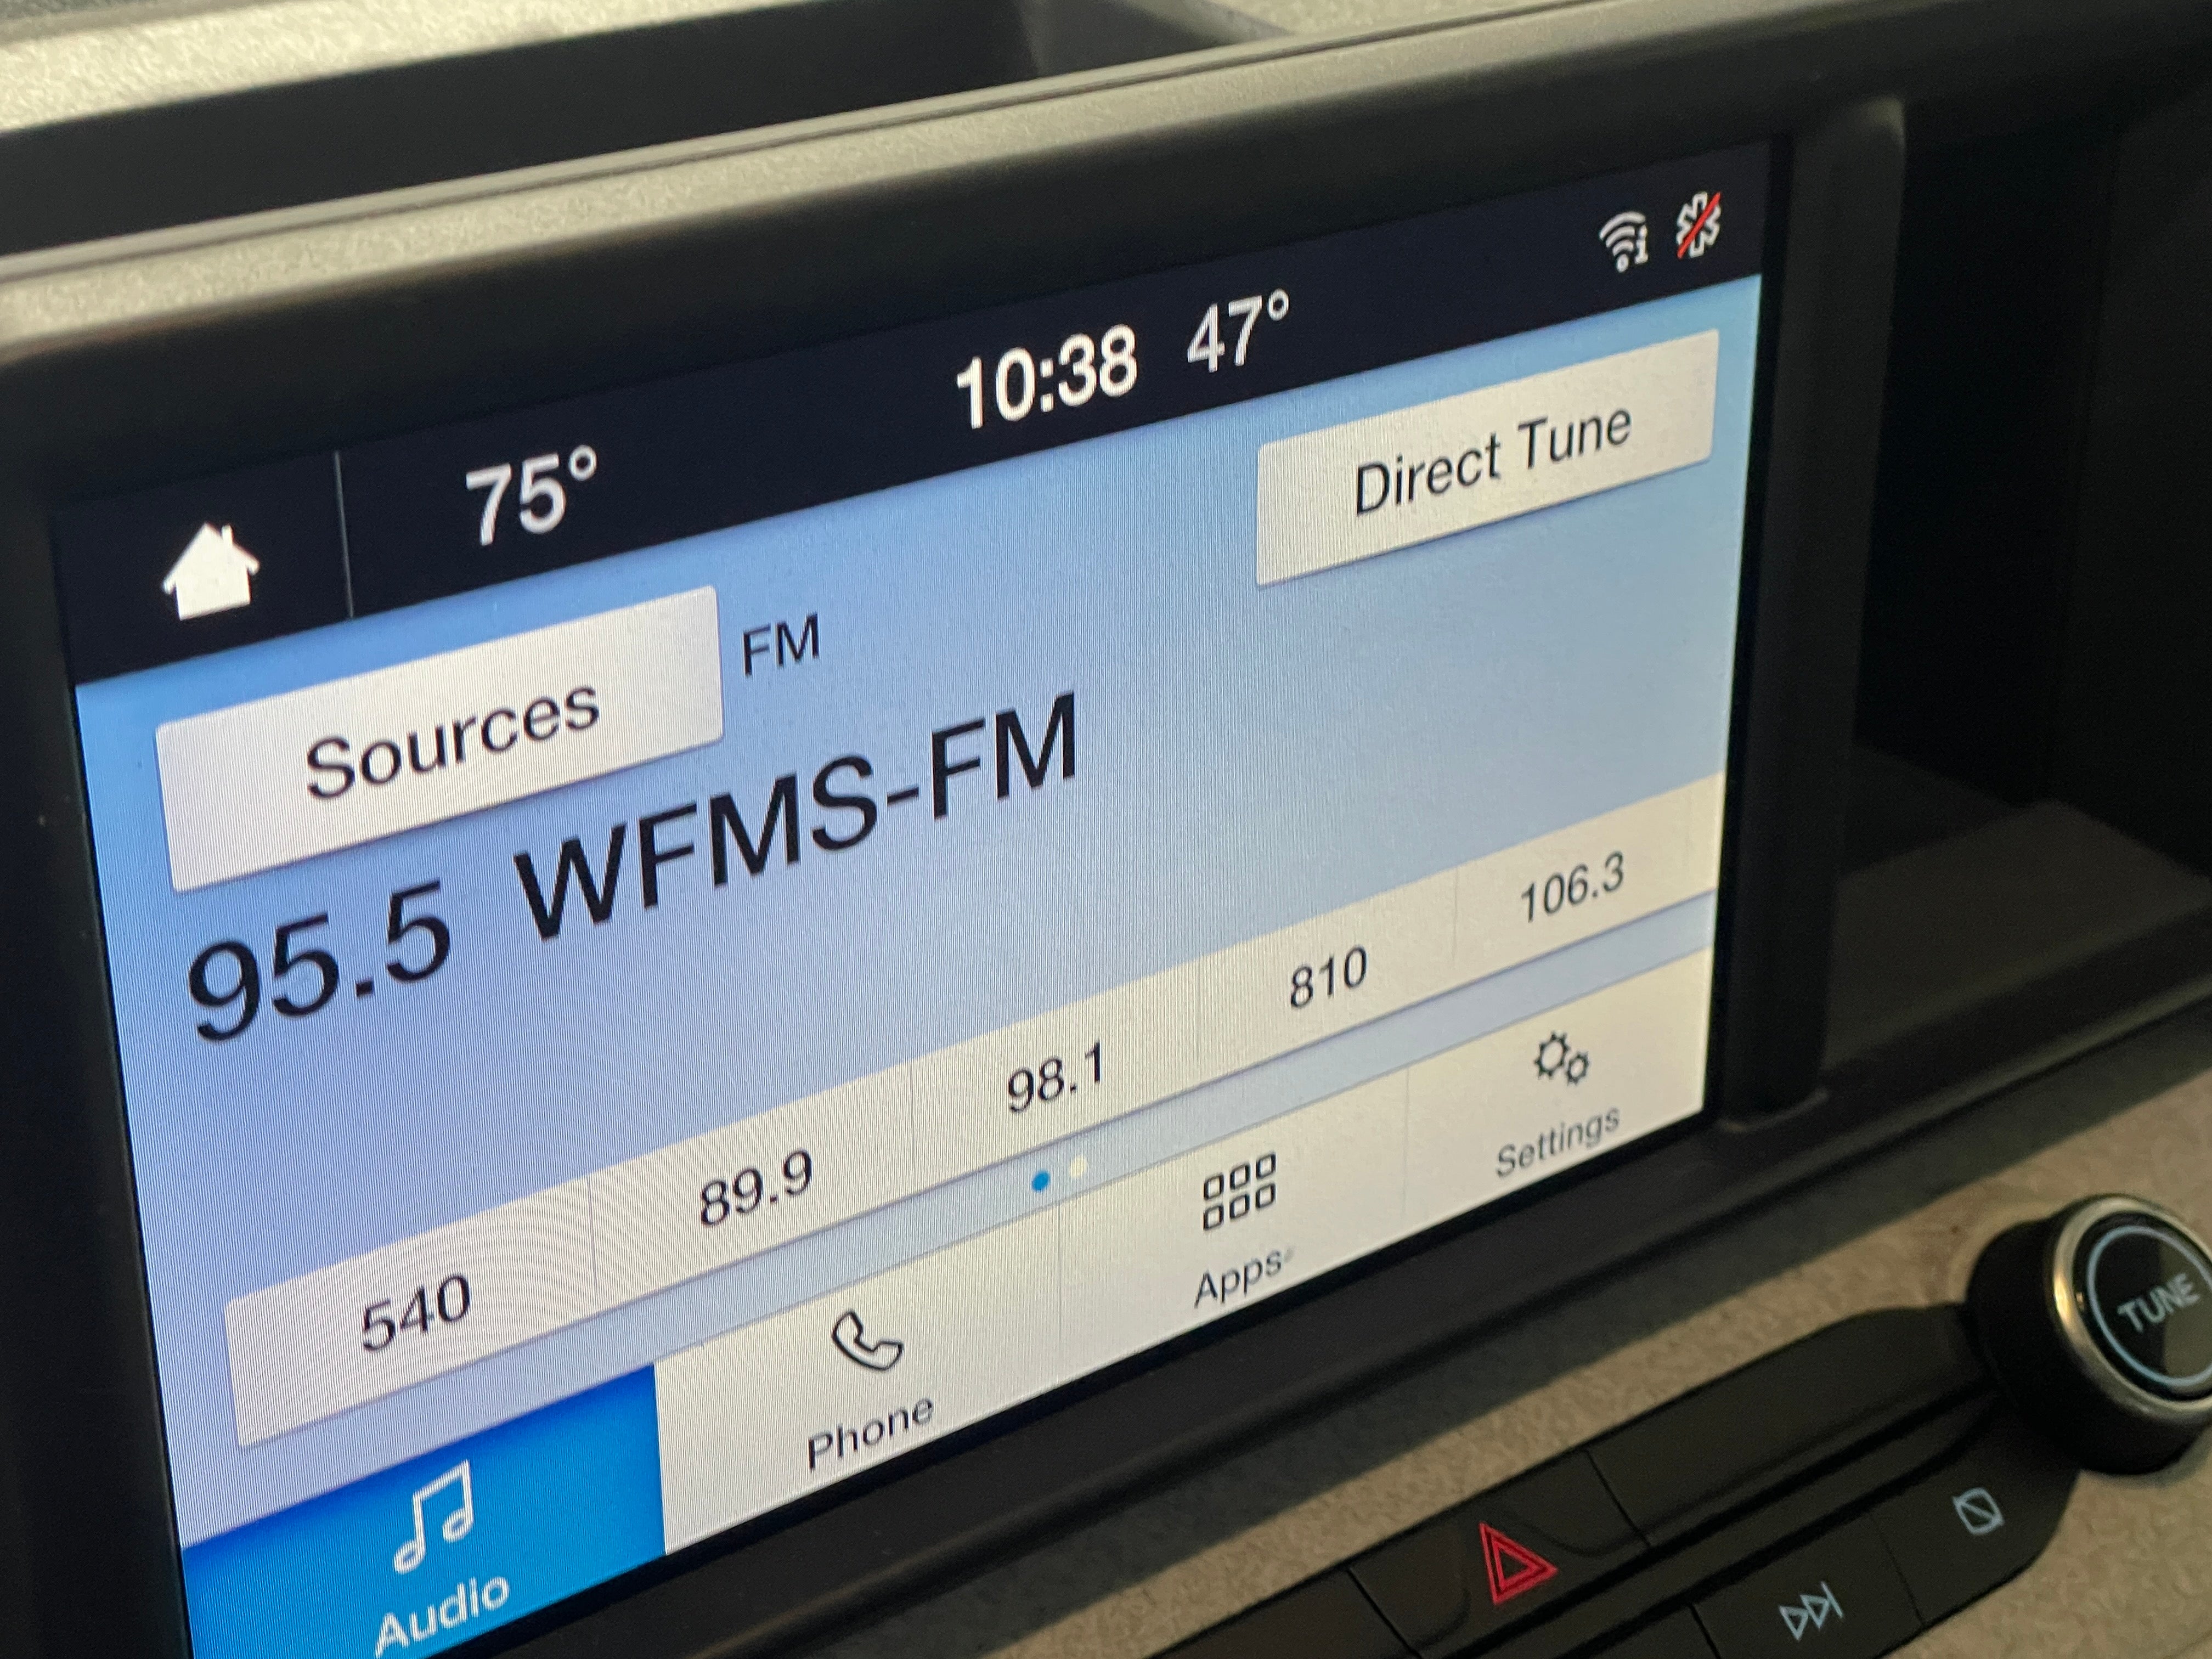 75° 10:38 47°
Sources FM Direct Tune
95.5 WFMS-FM
540 89.9 98.1 810 106.3
Audio Phone Apps Settings
TUNE